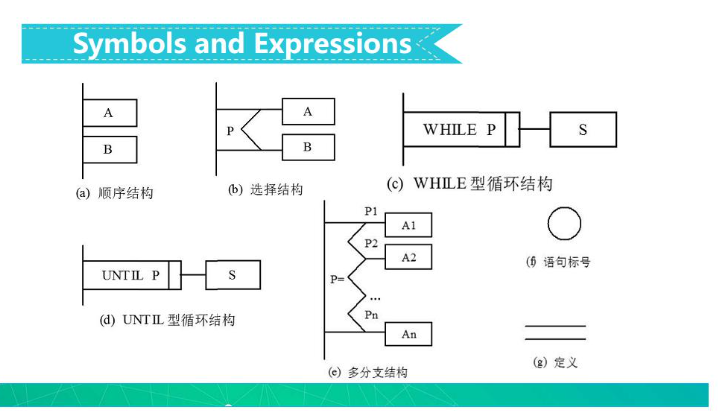 Symbols and Expressions
A
B
(a) 顺序结构
P
A
B
(b) 选择结构
WHILE P
S
(c) WHILE 型循环结构
UNTIL P
S
(d) UNTIL 型循环结构
P1
A1
P2
A2
P=
...
Pn
An
(e) 多分支结构
(f) 语句标号
(g) 定义